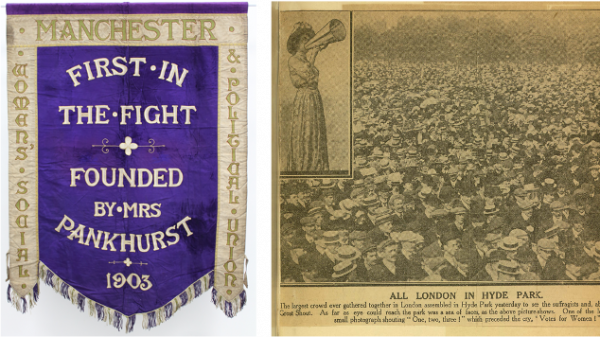 MANCHESTER
WOMEN'S · SOCIAL
& · POLITICAL · UNION
FIRST · IN
THE · FIGHT
FOUNDED
BY · MRS
PANKHURST
1903
ALL LONDON IN HYDE PARK.
The largest crowd ever gathered together in London assembled in Hyde Park yesterday to see the suffragists and
Great Shout. As far as eye could reach the park was a sea of faces, as the above picture shows. One of the
small photograph shouting "One, two, three!" which preceded the cry, 'Votes for Women!